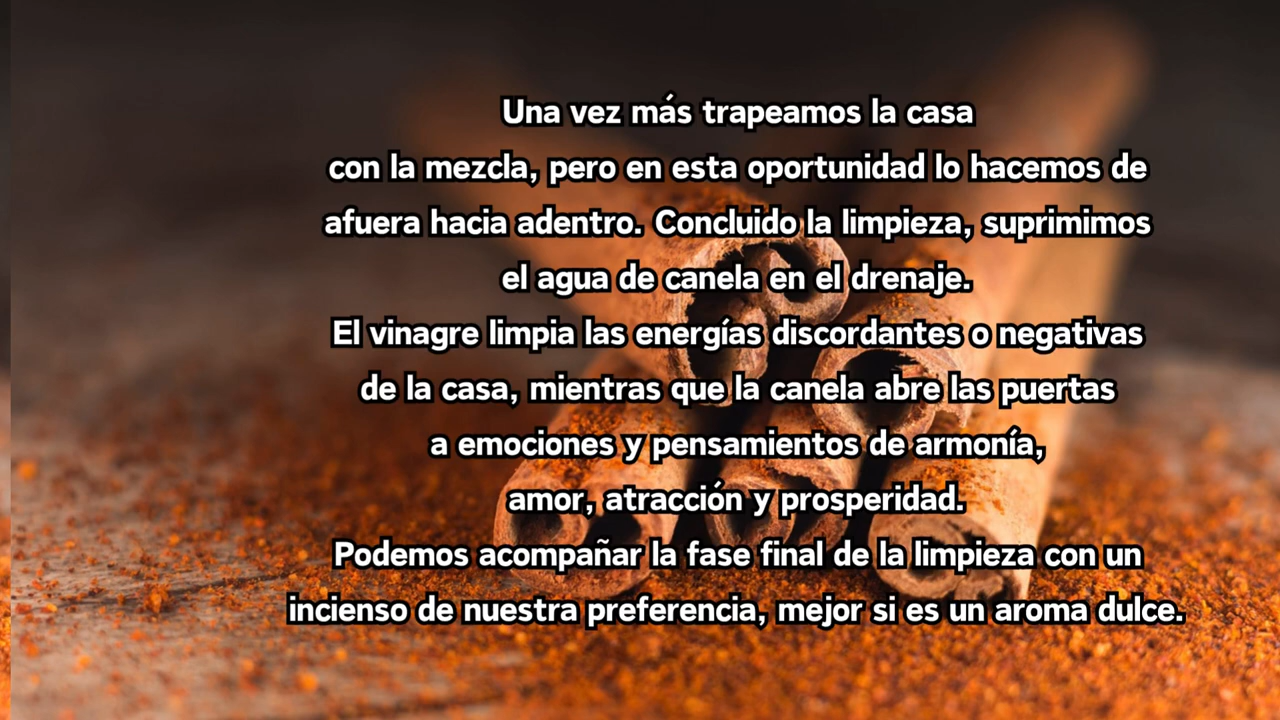 Una vez más trapeamos la casa
con la mezcla, pero en esta oportunidad lo hacemos de
afuera hacia adentro. Concluido la limpieza, suprimimos
el agua de canela en el drenaje.
El vinagre limpia las energías discordantes o negativas
de la casa, mientras que la canela abre las puertas
a emociones y pensamientos de armonía,
amor, atracción y prosperidad.
Podemos acompañar la fase final de la limpieza con un
incienso de nuestra preferencia, mejor si es un aroma dulce.